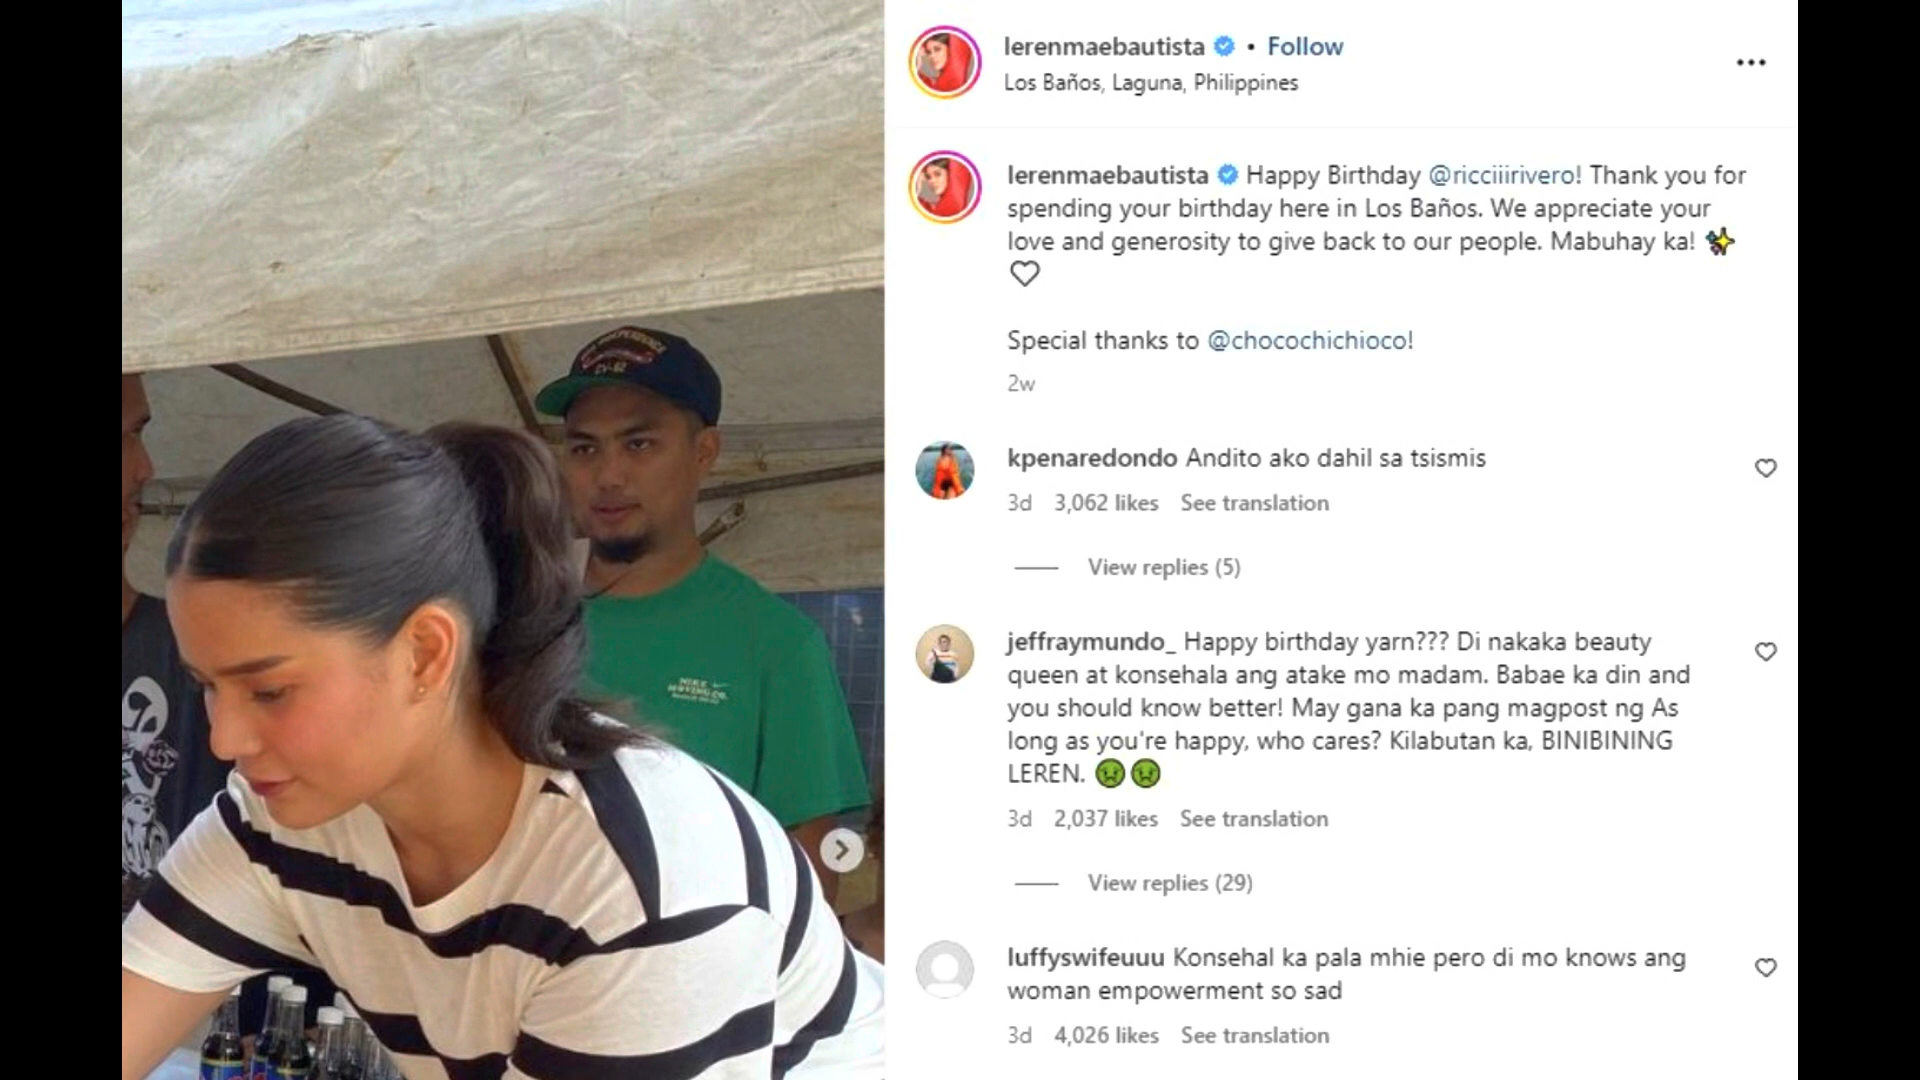 lerenmaebautista • Follow
Los Baños, Laguna, Philippines
lerenmaebautista Happy Birthday @ricciiirivero! Thank you for
spending your birthday here in Los Baños. We appreciate your
love and generosity to give back to our people. Mabuhay ka! ✨
🤍
Special thanks to @chocochichioco!
2w
kpenaredondo Andito ako dahil sa tsismis
3d 3,062 likes See translation
View replies (5)
jeffraymundo_ Happy birthday yarn??? Di nakaka beauty
queen at konsehala ang atake mo madam. Babae ka din and
you should know better! May gana ka pang magpost ng As
long as you're happy, who cares? Kilabutan ka, BINIBINING
LEREN. 🤢🤢
3d 2,037 likes See translation
View replies (29)
luffyswifeuuu Konsehal ka pala mhie pero di mo knows ang
woman empowerment so sad
3d 4,026 likes See translation
CV-62
NIKE
MOVING CO.